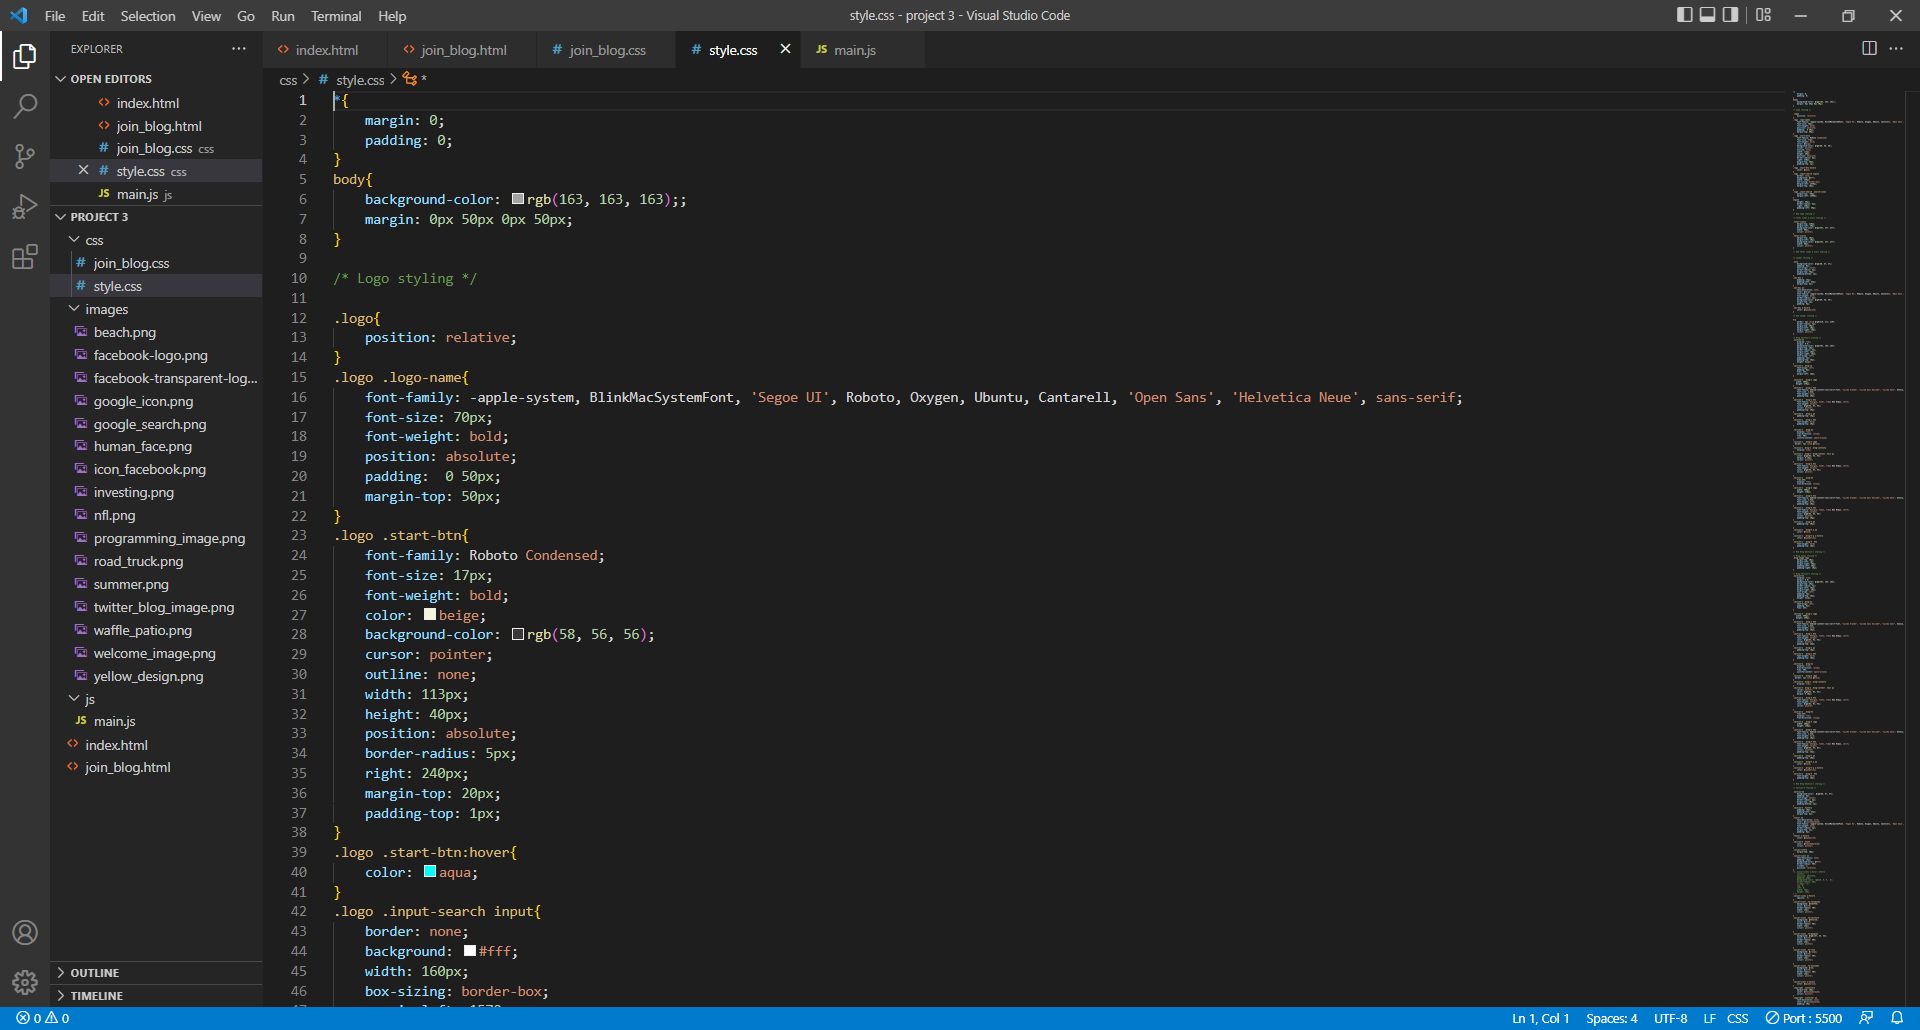 File Edit Selection View Go Run Terminal Help
style.css - project 3 - Visual Studio Code
EXPLORER
OPEN EDITORS
index.html
join_blog.html
join_blog.css css
style.css css
JS main.js js
PROJECT 3
css
join_blog.css
style.css
images
beach.png
facebook-logo.png
facebook-transparent-log...
google_icon.png
google_search.png
human_face.png
icon_facebook.png
investing.png
nfl.png
programming_image.png
road_truck.png
summer.png
twitter_blog_image.png
waffle_patio.png
welcome_image.png
yellow_design.png
js
JS main.js
index.html
join_blog.html
OUTLINE
TIMELINE
index.html join_blog.html # join_blog.css # style.css JS main.js
css > # style.css > *
1 *{
2 margin: 0;
3 padding: 0;
4 }
5 body{
6 background-color: rgb(163, 163, 163);;
7 margin: 0px 50px 0px 50px;
8 }
9
10 /* Logo styling */
11
12 .logo{
13 position: relative;
14 }
15 .logo .logo-name{
16 font-family: -apple-system, BlinkMacSystemFont, 'Segoe UI', Roboto, Oxygen, Ubuntu, Cantarell, 'Open Sans', 'Helvetica Neue', sans-serif;
17 font-size: 70px;
18 font-weight: bold;
19 position: absolute;
20 padding:  0 50px;
21 margin-top: 50px;
22 }
23 .logo .start-btn{
24 font-family: Roboto Condensed;
25 font-size: 17px;
26 font-weight: bold;
27 color: beige;
28 background-color: rgb(58, 56, 56);
29 cursor: pointer;
30 outline: none;
31 width: 113px;
32 height: 40px;
33 position: absolute;
34 border-radius: 5px;
35 right: 240px;
36 margin-top: 20px;
37 padding-top: 1px;
38 }
39 .logo .start-btn:hover{
40 color: aqua;
41 }
42 .logo .input-search input{
43 border: none;
44 background: #fff;
45 width: 160px;
46 box-sizing: border-box;
0 0
Ln 1, Col 1 Spaces: 4 UTF-8 LF CSS Port : 5500